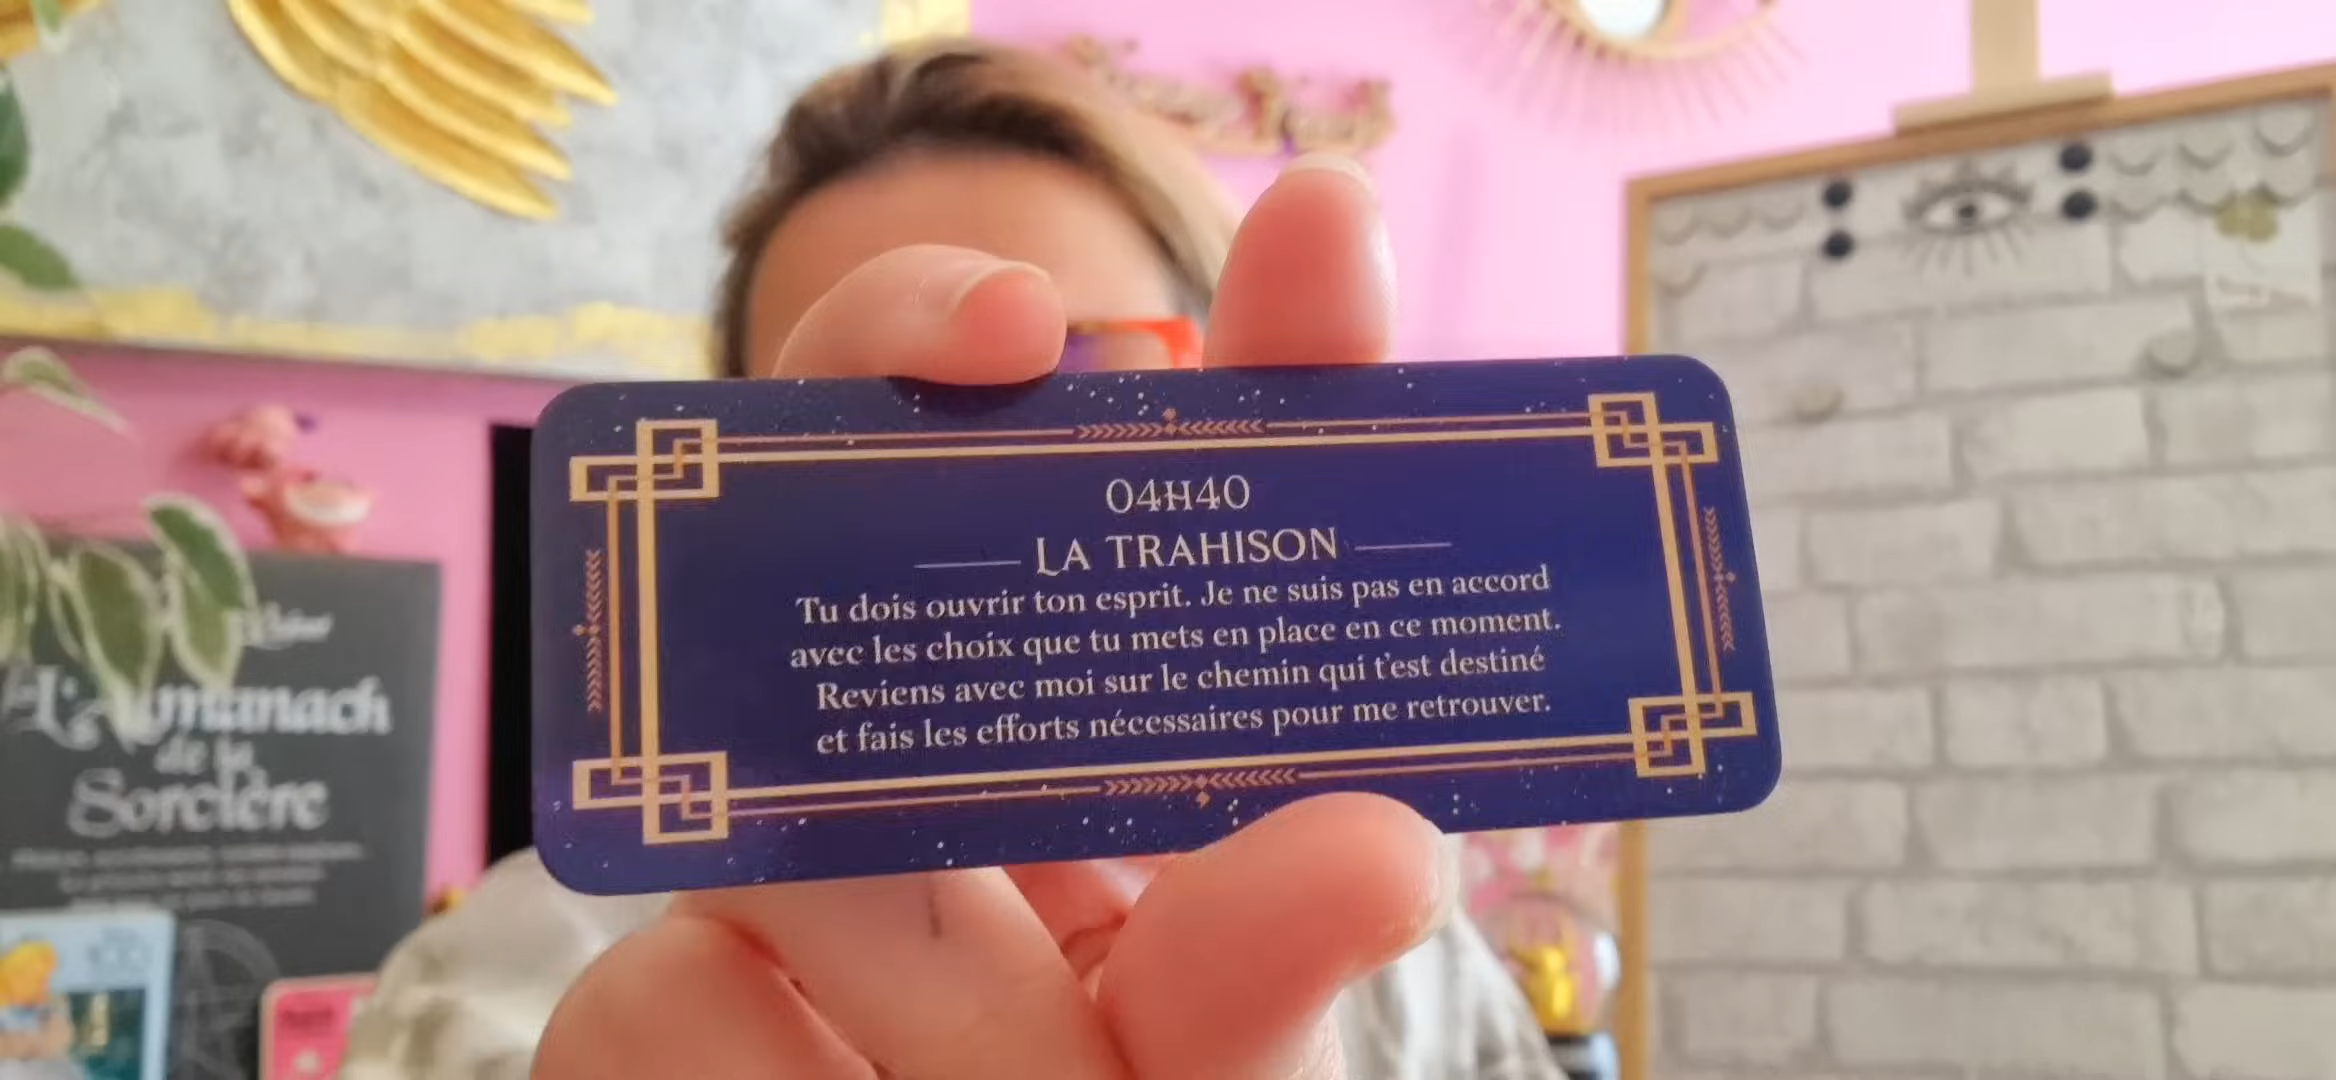 04H40
LA TRAHISON
Tu dois ouvrir ton esprit. Je ne suis pas en accord
avec les choix que tu mets en place en ce moment.
Reviens avec moi sur le chemin qui t'est destiné
et fais les efforts nécessaires pour me retrouver.
L'Almanach
de la
Sorcière